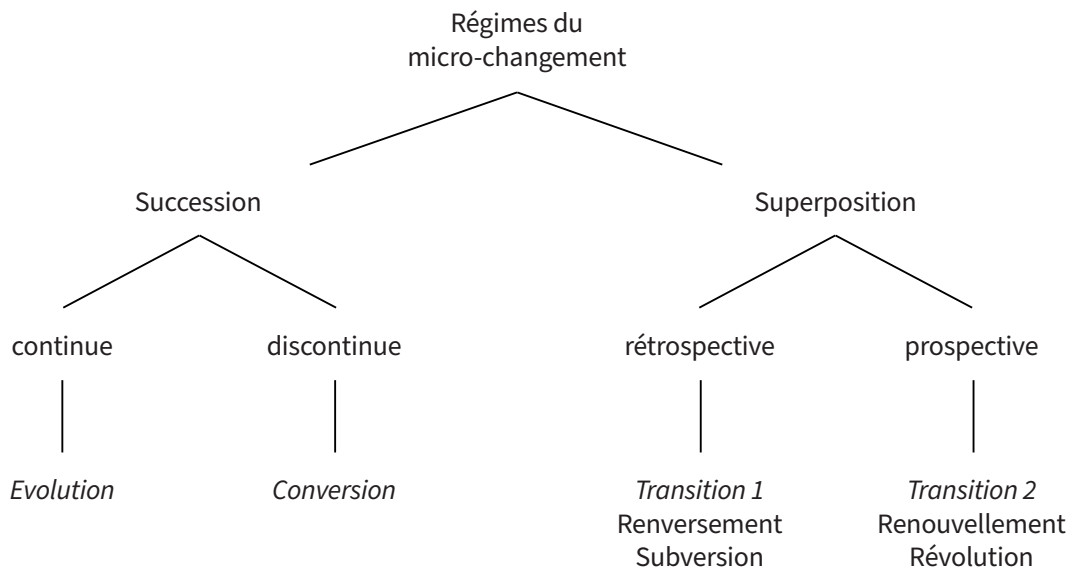 Régimes du
micro-changement
Succession
Superposition
continue
discontinue
rétrospective
prospective
Evolution
Conversion
Transition 1
Transition 2
Renversement
Renouvellement
Subversion
Révolution